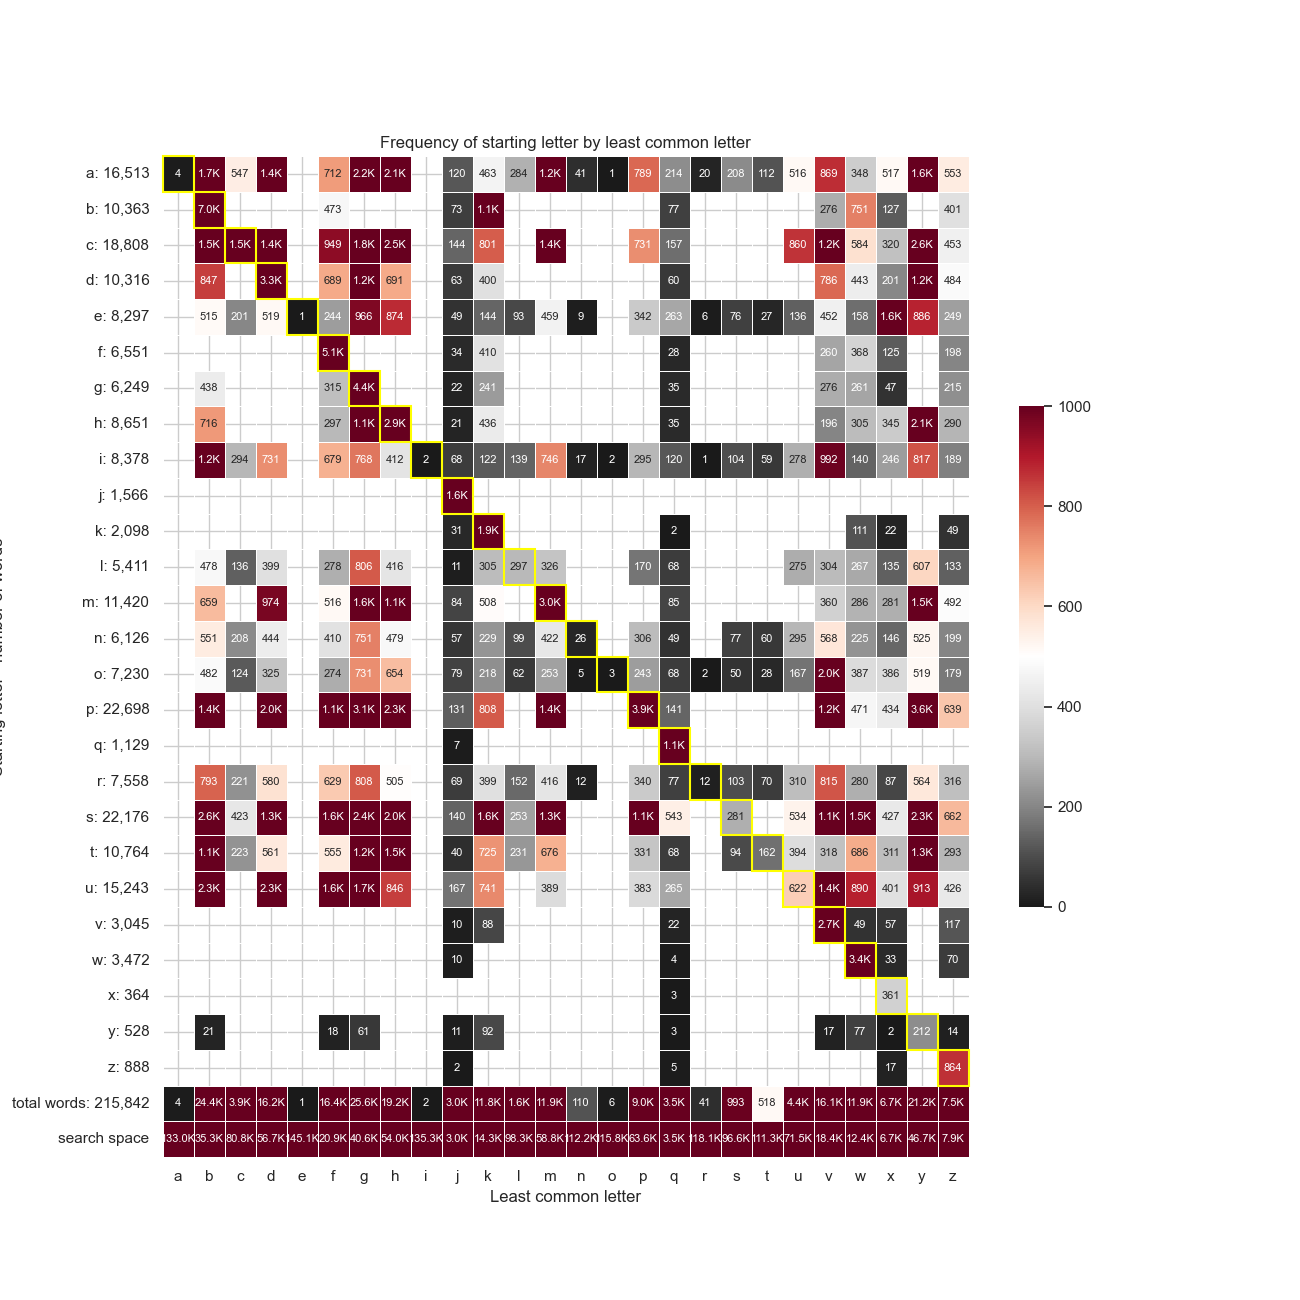 Frequency of starting letter by least common letter
a: 16,513 4 1.7K 547 1.4K 712 2.2K 2.1K 120 463 284 1.2K 41 1 789 214 20 208 112 516 869 348 517 1.6K 553
b: 10,363 7.0K 473 73 1.1K 77 276 751 127 401
c: 18,808 1.5K 1.5K 1.4K 949 1.8K 2.5K 144 801 1.4K 731 157 860 1.2K 584 320 2.6K 453
d: 10,316 847 3.3K 689 1.2K 691 63 400 60 786 443 201 1.2K 484
e: 8,297 515 201 519 1 244 966 874 49 144 93 459 9 342 263 6 76 27 136 452 158 1.6K 886 249
f: 6,551 5.1K 34 410 28 260 368 125 198
g: 6,249 438 315 4.4K 22 241 35 276 261 47 215
h: 8,651 716 297 1.1K 2.9K 21 436 35 196 305 345 2.1K 290
i: 8,378 1.2K 294 731 679 768 412 2 68 122 139 746 17 2 295 120 1 104 59 278 992 140 246 817 189
j: 1,566 1.6K
k: 2,098 31 1.9K 2 111 22 49
l: 5,411 478 136 399 278 806 416 11 305 297 326 170 68 275 304 267 135 607 133
m: 11,420 659 974 516 1.6K 1.1K 84 508 3.0K 85 360 286 281 1.5K 492
n: 6,126 551 208 444 410 751 479 57 229 99 422 26 306 49 77 60 295 568 225 146 525 199
o: 7,230 482 124 325 274 731 654 79 218 62 253 5 3 243 68 2 50 28 167 2.0K 387 386 519 179
p: 22,698 1.4K 2.0K 1.1K 3.1K 2.3K 131 808 1.4K 3.9K 141 1.2K 471 434 3.6K 639
q: 1,129 7 1.1K
r: 7,558 793 221 580 629 808 505 69 399 152 416 12 340 77 12 103 70 310 815 280 87 564 316
s: 22,176 2.6K 423 1.3K 1.6K 2.4K 2.0K 140 1.6K 253 1.3K 1.1K 543 281 534 1.1K 1.5K 427 2.3K 662
t: 10,764 1.1K 223 561 555 1.2K 1.5K 40 725 231 676 331 68 94 162 394 318 686 311 1.3K 293
u: 15,243 2.3K 2.3K 1.6K 1.7K 846 167 741 389 383 265 622 1.4K 890 401 913 426
v: 3,045 10 88 22 2.7K 49 57 117
w: 3,472 10 4 3.4K 33 70
x: 364 3 361
y: 528 21 18 61 11 92 3 17 77 2 212 14
z: 888 2 5 17 864
total words: 215,842 4 24.4K 3.9K 16.2K 1 16.4K 25.6K 19.2K 2 3.0K 11.8K 1.6K 11.9K 110 6 9.0K 3.5K 41 993 518 4.4K 16.1K 11.9K 6.7K 21.2K 7.5K
search space 133.0K 35.3K 80.8K 56.7K 145.1K 20.9K 40.6K 54.0K 135.3K 3.0K 14.3K 98.3K 58.8K 112.2K 115.8K 63.6K 3.5K 118.1K 96.6K 111.3K 71.5K 18.4K 12.4K 6.7K 46.7K 7.9K
a b c d e f g h i j k l m n o p q r s t u v w x y z
Least common letter
1000
800
600
400
200
0